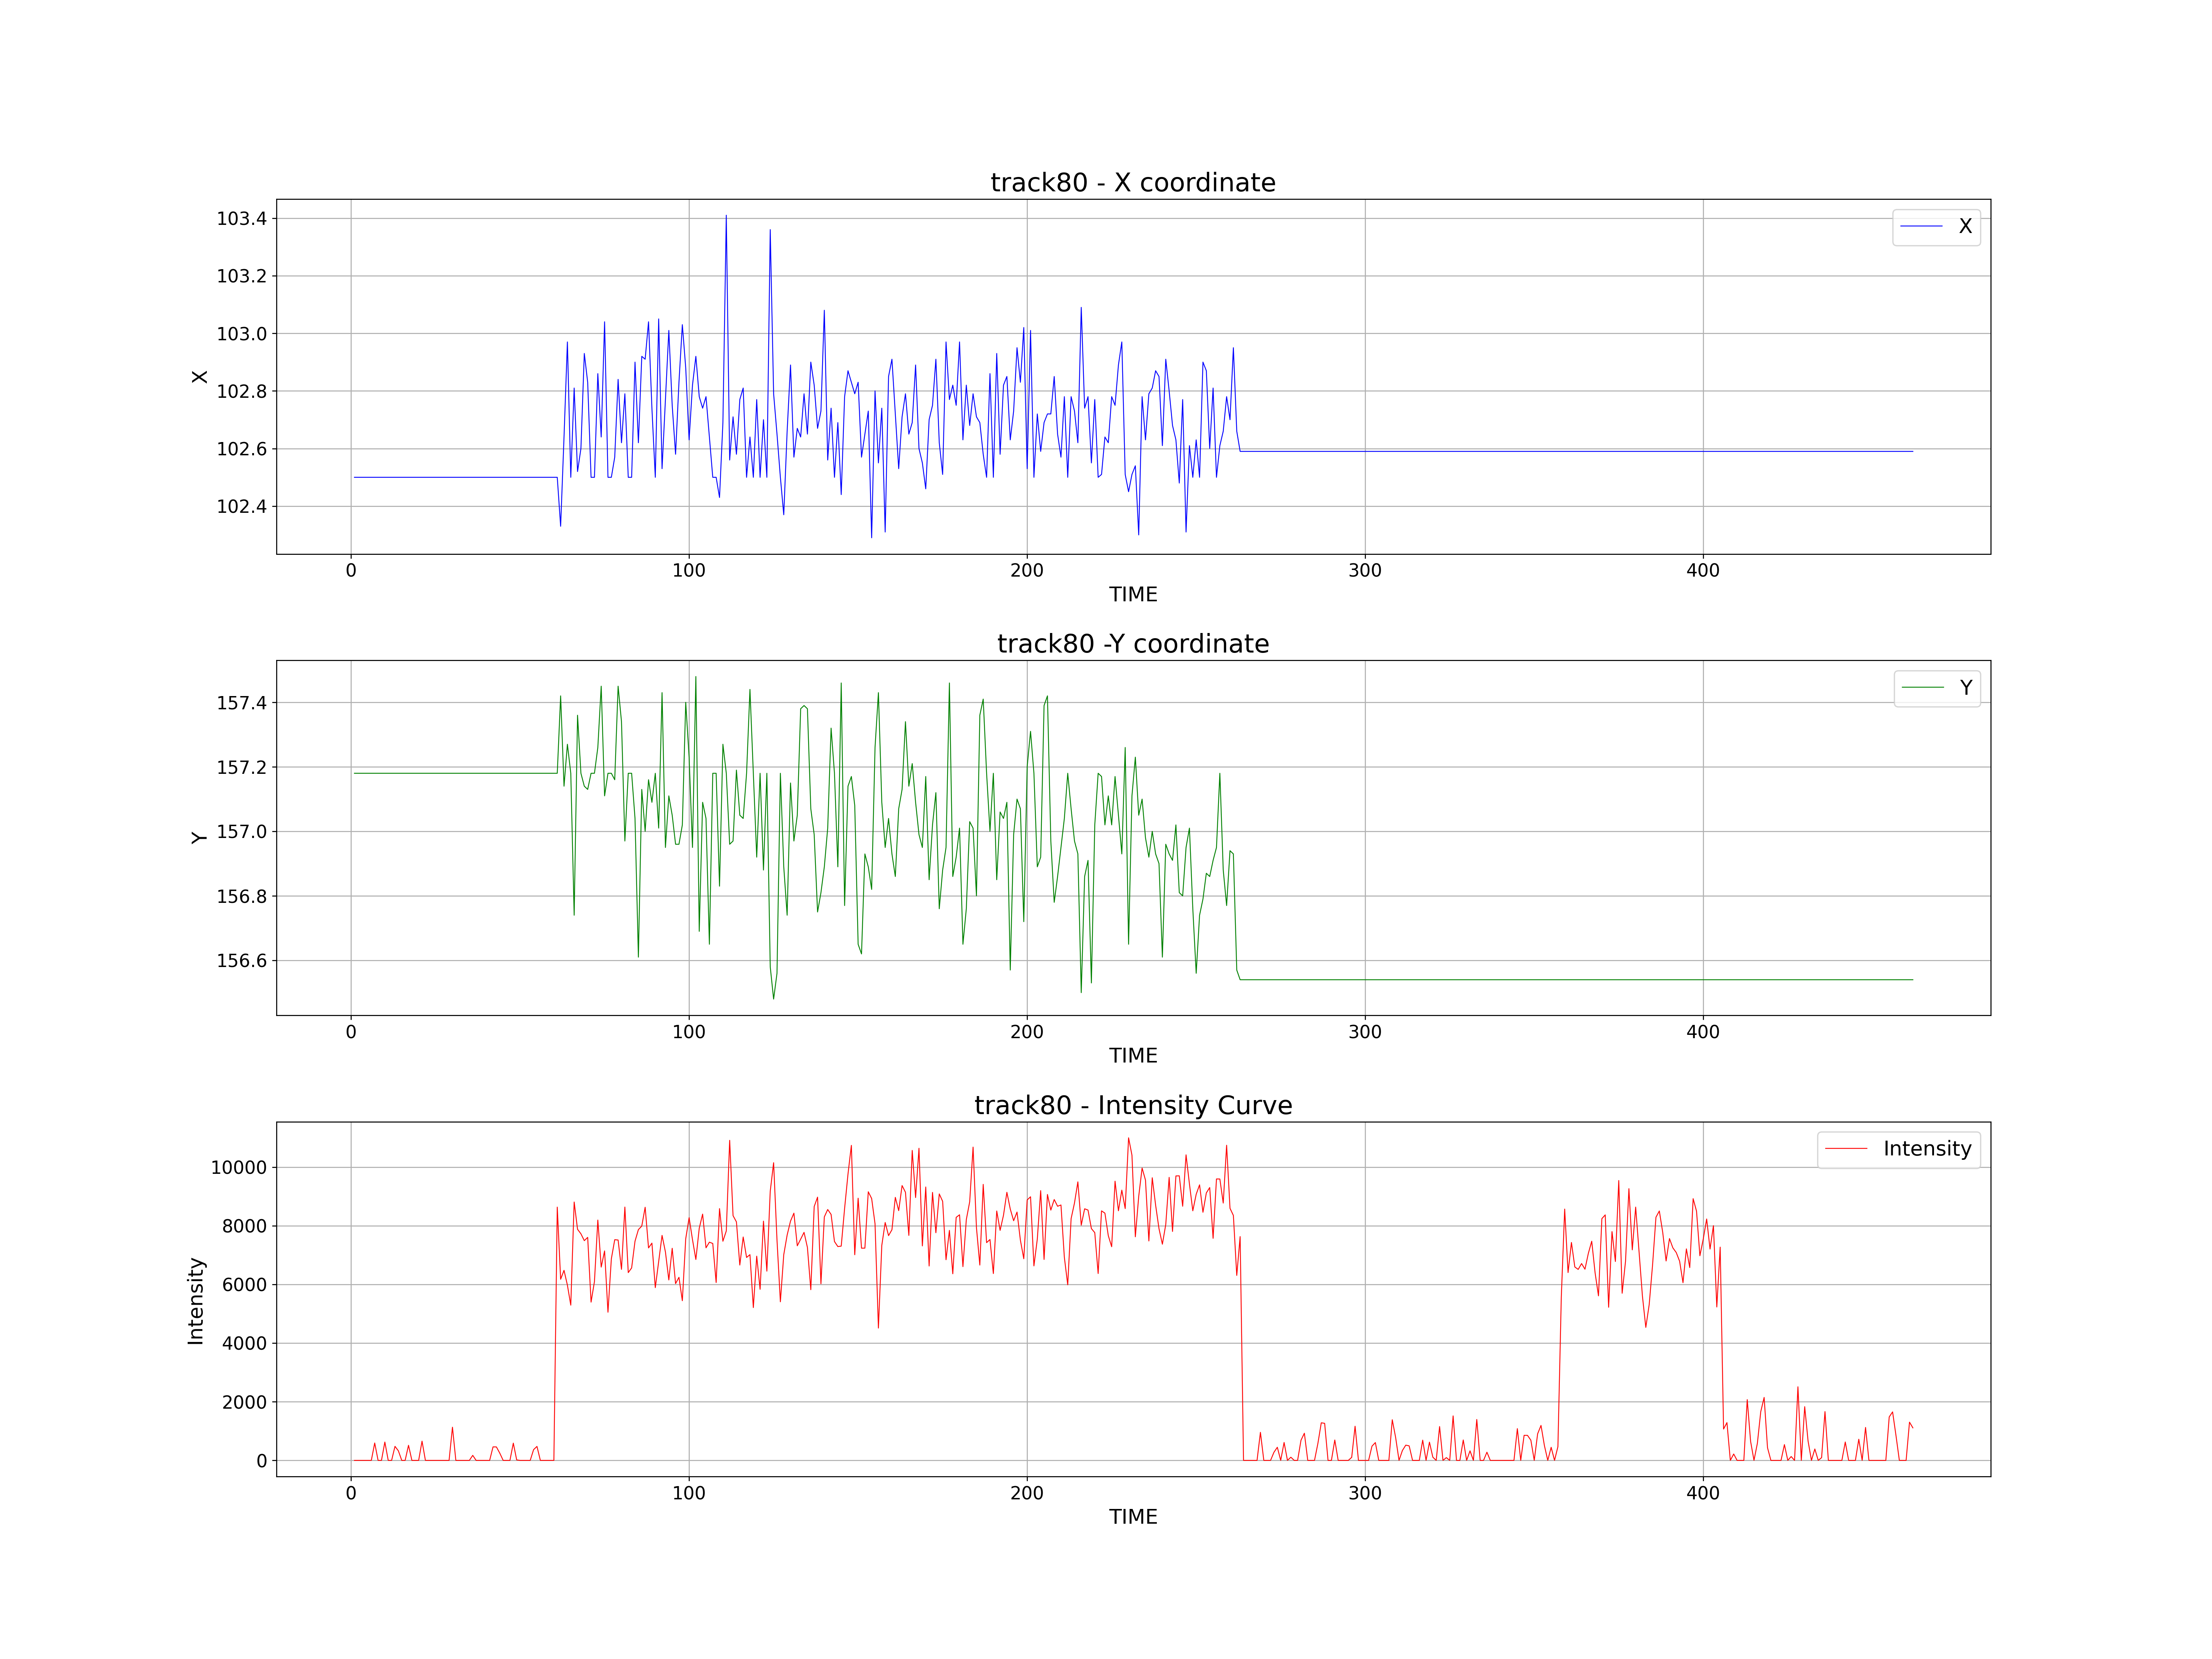 track80 - X coordinate
103.4
103.2
103.0
102.8
102.6
102.4
X
X
0 100 200 300 400
TIME
track80 -Y coordinate
157.4
157.2
157.0
156.8
156.6
Y
Y
0 100 200 300 400
TIME
track80 - Intensity Curve
10000
8000
6000
4000
2000
0
Intensity
Intensity
0 100 200 300 400
TIME